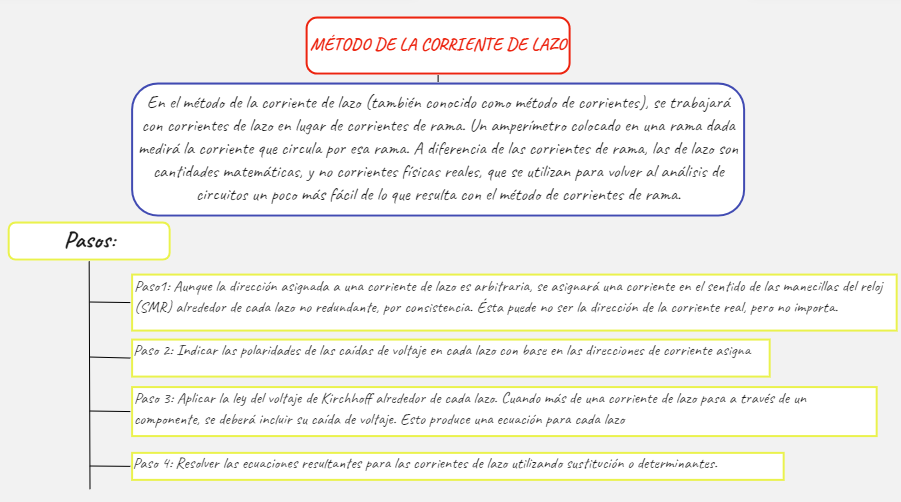 MÉTODO DE LA CORRIENTE DE LAZO
En el método de la corriente de lazo (también conocido como método de corrientes), se trabajará
con corrientes de lazo en lugar de corrientes de rama. Un amperímetro colocado en una rama dada
medirá la corriente que circula por esa rama. A diferencia de las corrientes de rama, las de lazo son
cantidades matemáticas, y no corrientes físicas reales, que se utilizan para volver al análisis de
circuitos un poco más fácil de lo que resulta con el método de corrientes de rama.
Pasos:
Paso1: Aunque la dirección asignada a una corriente de lazo es arbitraria, se asignará una corriente en el sentido de las manecillas del reloj
(SMR) alrededor de cada lazo no redundante, por consistencia. Ésta puede no ser la dirección de la corriente real, pero no importa.
Paso 2: Indicar las polaridades de las caídas de voltaje en cada lazo con base en las direcciones de corriente asigna
Paso 3: Aplicar la ley del voltaje de Kirchhoff alrededor de cada lazo. Cuando más de una corriente de lazo pasa a través de un
componente, se deberá incluir su caída de voltaje. Esto produce una ecuación para cada lazo
Paso 4: Resolver las ecuaciones resultantes para las corrientes de lazo utilizando sustitución o determinantes.